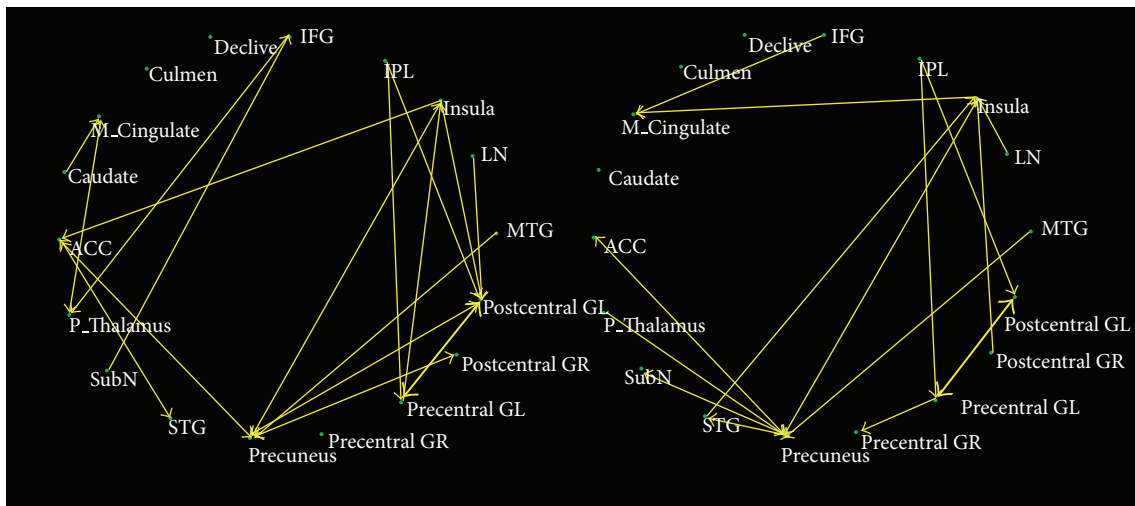 IFG
Declive
IPL
Culmen
Insula
M_Cingulate
LN
Caudate
MTG
ACC
Postcentral GL
P_Thalamus
Postcentral GR
SubN
Precentral GL
STG
Precentral GR
Precuneus
IFG
Declive
IPL
Culmen
Insula
M_Cingulate
LN
Caudate
MTG
ACC
Postcentral GL
P_Thalamus
Postcentral GR
SubN
Precentral GL
STG
Precentral GR
Precuneus